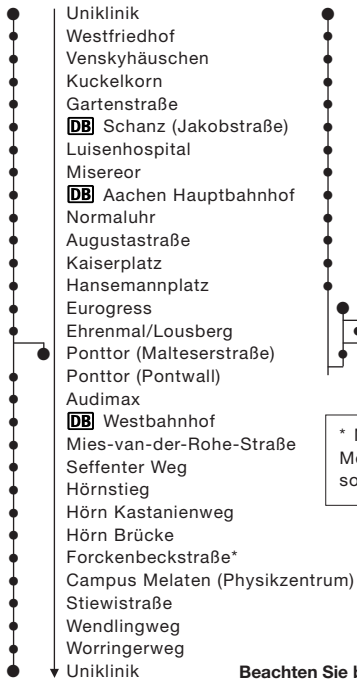 Uniklinik
Westfriedhof
Venskyhäuschen
Kuckelkorn
Gartenstraße
DB Schanz (Jakobstraße)
Luisenhospital
Misereor
DB Aachen Hauptbahnhof
Normaluhr
Augustastraße
Kaiserplatz
Hansemannplatz
Eurogress
Ehrenmal/Lousberg
Ponttor (Malteserstraße)
Ponttor (Pontwall)
Audimax
DB Westbahnhof
Mies-van-der-Rohe-Straße
Seffenter Weg
Hörnstieg
Hörn Kastanienweg
Hörn Brücke
Forckenbeckstraße*
Campus Melaten (Physikzentrum)
Stiewistraße
Wendlingweg
Worringerweg
Uniklinik
*
Beachten Sie